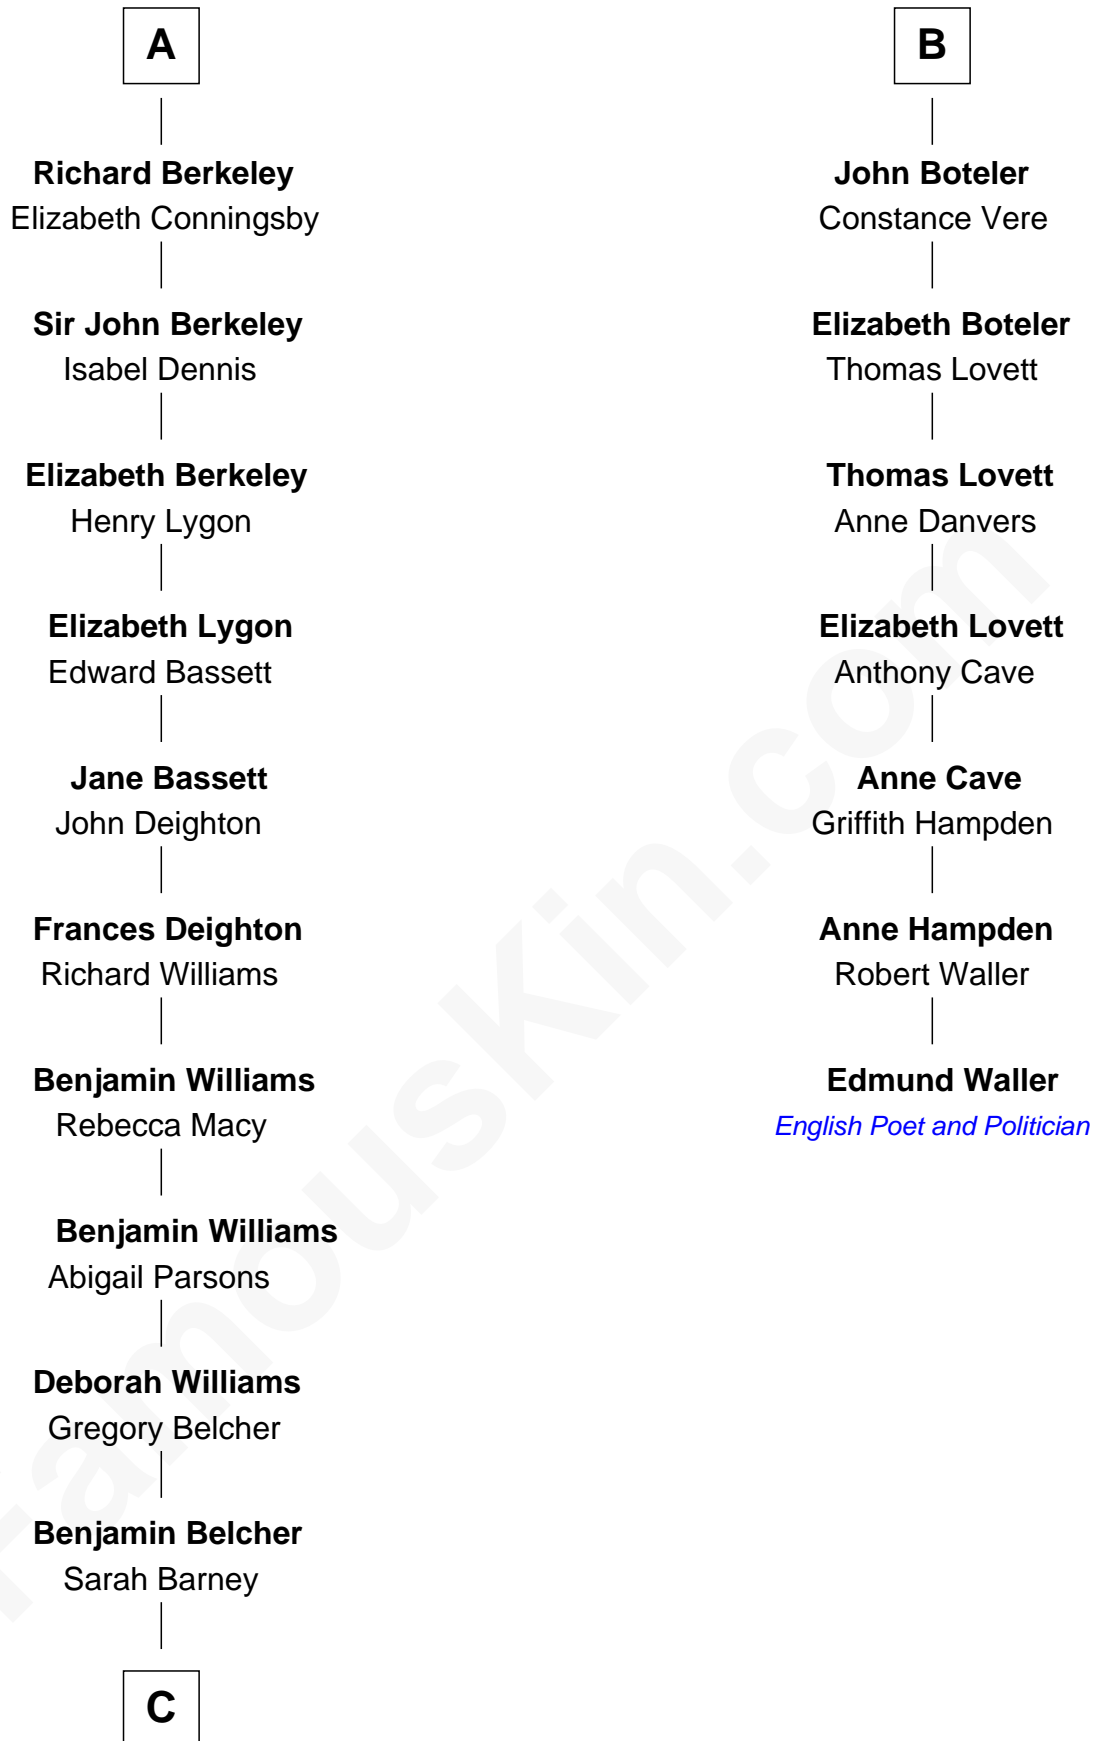 A
Richard Berkeley
Elizabeth Conningsby
Sir John Berkeley
Isabel Dennis
Elizabeth Berkeley
Henry Lygon
Elizabeth Lygon
Edward Bassett
Jane Bassett
John Deighton
Frances Deighton
Richard Williams
Benjamin Williams
Rebecca Macy
Benjamin Williams
Abigail Parsons
Deborah Williams
Gregory Belcher
Benjamin Belcher
Sarah Barney
C
B
John Boteler
Constance Vere
Elizabeth Boteler
Thomas Lovett
Thomas Lovett
Anne Danvers
Elizabeth Lovett
Anthony Cave
Anne Cave
Griffith Hampden
Anne Hampden
Robert Waller
Edmund Waller
English Poet and Politician
FamousKin.com